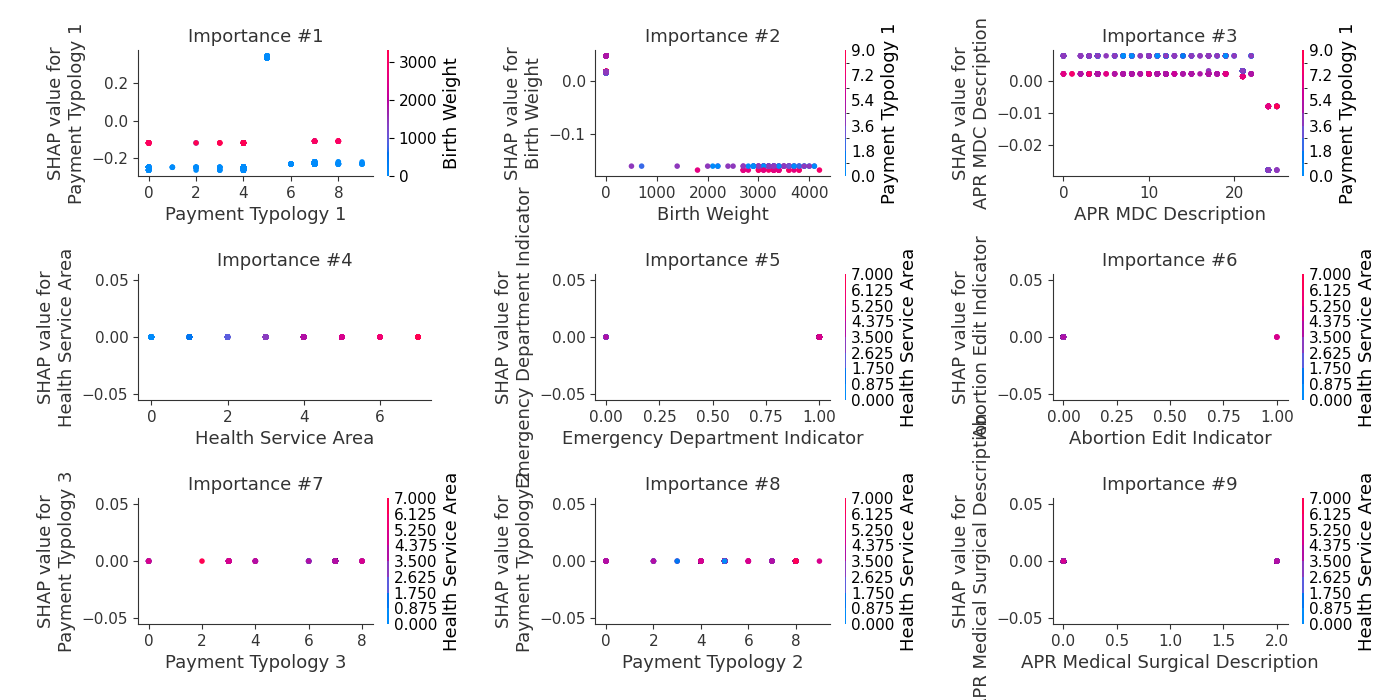 Importance #1
SHAP value for
Payment Typology 1
0.2
0.0
−0.2
0 2 4 6 8
Payment Typology 1
3000
2000
1000
0
Birth Weight
Importance #2
SHAP value for
Birth Weight
0.0
−0.1
0 1000 2000 3000 4000
Birth Weight
9.0
7.2
5.4
3.6
1.8
0.0
Payment Typology 1
Importance #3
SHAP value for
APR MDC Description
0.00
−0.01
−0.02
0 10 20
APR MDC Description
9.0
7.2
5.4
3.6
1.8
0.0
Payment Typology 1
Importance #4
SHAP value for
Health Service Area
0.05
0.00
−0.05
0 2 4 6
Health Service Area
Importance #5
SHAP value for
Emergency Department Indicator
0.05
0.00
−0.05
0.00 0.25 0.50 0.75 1.00
Emergency Department Indicator
7.000
6.125
5.250
4.375
3.500
2.625
1.750
0.875
0.000
Health Service Area
Importance #6
SHAP value for
Abortion Edit Indicator
0.05
0.00
−0.05
0.00 0.25 0.50 0.75 1.00
Abortion Edit Indicator
7.000
6.125
5.250
4.375
3.500
2.625
1.750
0.875
0.000
Health Service Area
Importance #7
SHAP value for
Payment Typology 3
0.05
0.00
−0.05
0 2 4 6 8
Payment Typology 3
7.000
6.125
5.250
4.375
3.500
2.625
1.750
0.875
0.000
Health Service Area
Importance #8
SHAP value for
Payment Typology 2
0.05
0.00
−0.05
0 2 4 6 8
Payment Typology 2
7.000
6.125
5.250
4.375
3.500
2.625
1.750
0.875
0.000
Health Service Area
Importance #9
SHAP value for
APR Medical Surgical Description
0.05
0.00
−0.05
0.0 0.5 1.0 1.5 2.0
APR Medical Surgical Description
7.000
6.125
5.250
4.375
3.500
2.625
1.750
0.875
0.000
Health Service Area